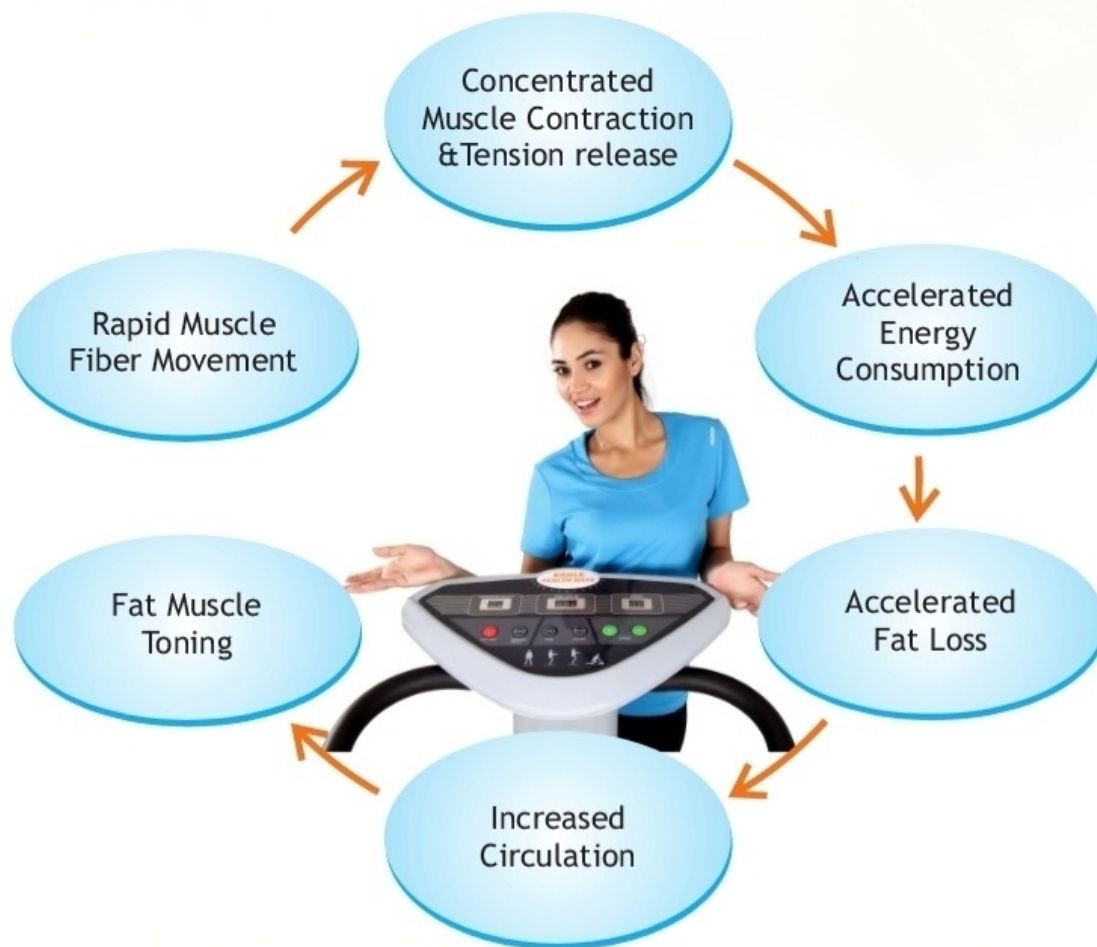 Concentrated
Muscle Contraction
&Tension release
Accelerated
Energy
Consumption
Accelerated
Fat Loss
Increased
Circulation
Fat Muscle
Toning
Rapid Muscle
Fiber Movement